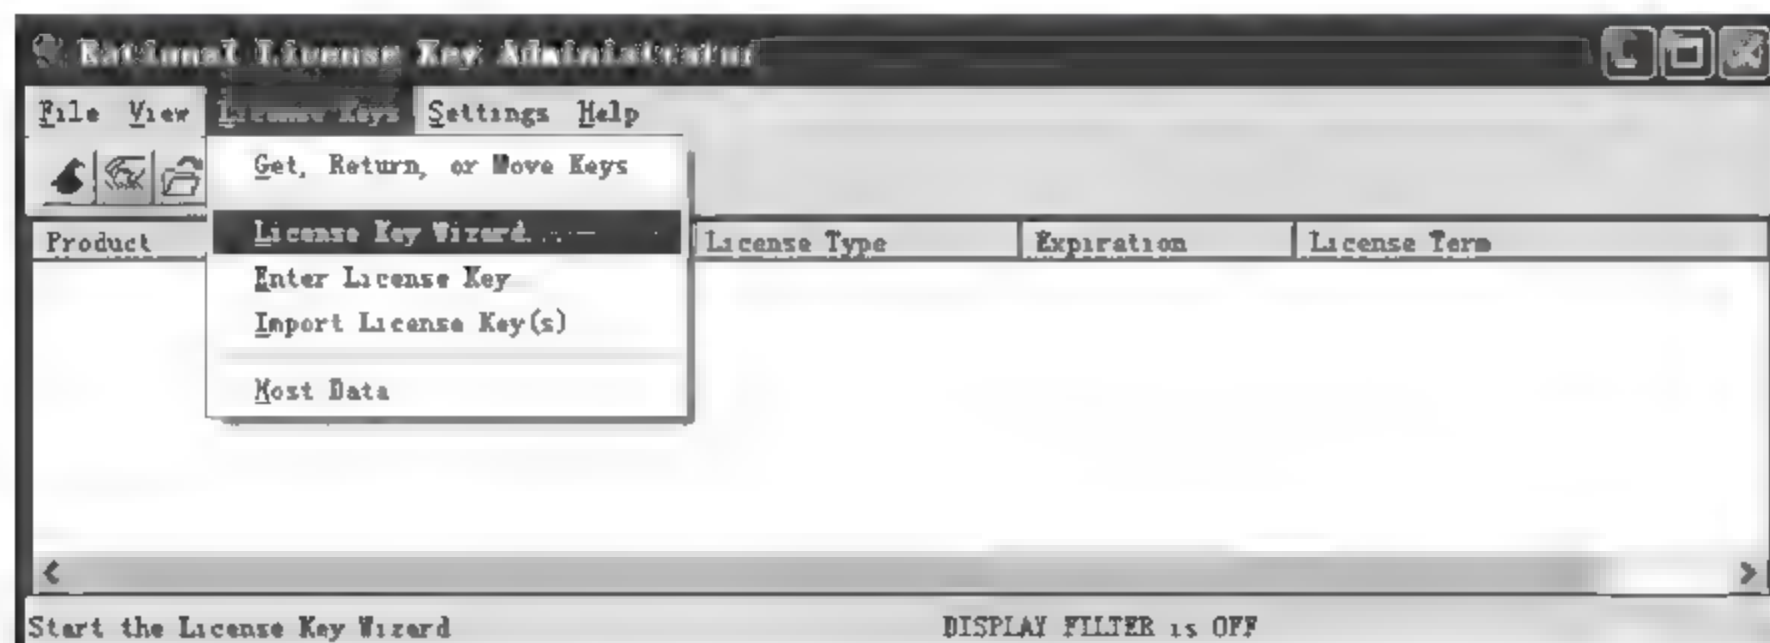 Rational License Key Administrator
File View License Keys Settings Help
Get, Return, or Move Keys
License Key Wizard...
Product License Type Expiration License Term
Enter License Key
Import License Key(s)
Host Data
Start the License Key Wizard DISPLAY FILTER is OFF